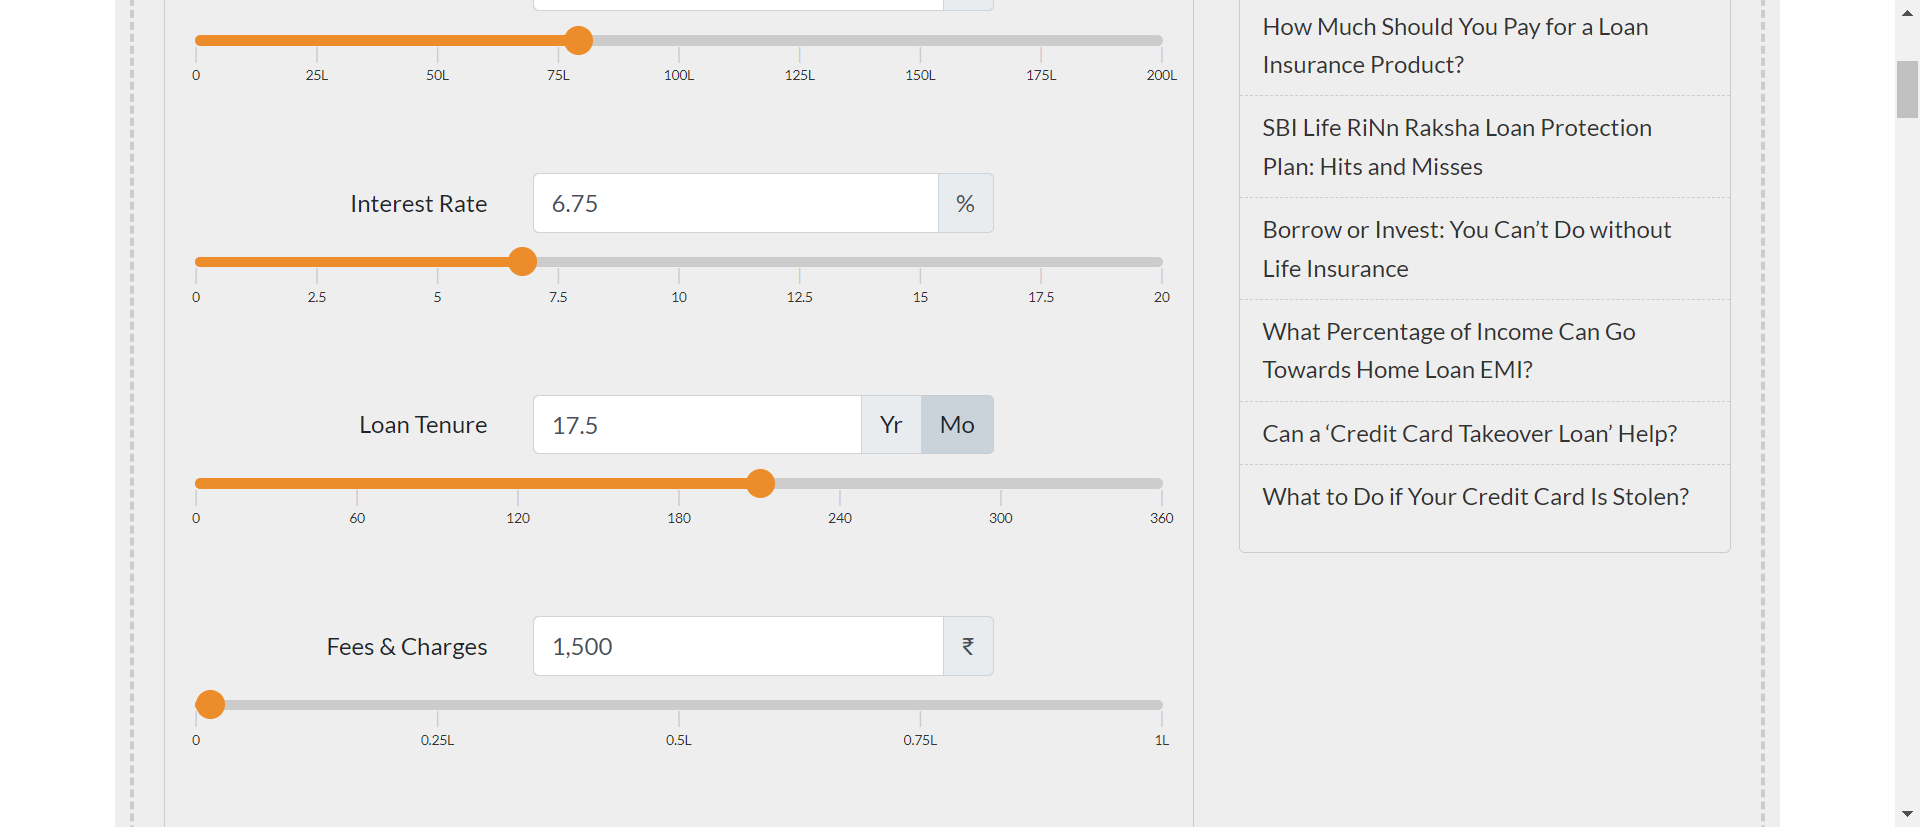 0 25L 50L 75L 100L 125L 150L 175L 200L
Interest Rate 6.75 %
0 2.5 5 7.5 10 12.5 15 17.5 20
Loan Tenure 17.5 Yr Mo
0 60 120 180 240 300 360
Fees & Charges 1,500 ₹
0 0.25L 0.5L 0.75L 1L
How Much Should You Pay for a Loan
Insurance Product?
SBI Life RiNn Raksha Loan Protection
Plan: Hits and Misses
Borrow or Invest: You Can’t Do without
Life Insurance
What Percentage of Income Can Go
Towards Home Loan EMI?
Can a ‘Credit Card Takeover Loan’ Help?
What to Do if Your Credit Card Is Stolen?